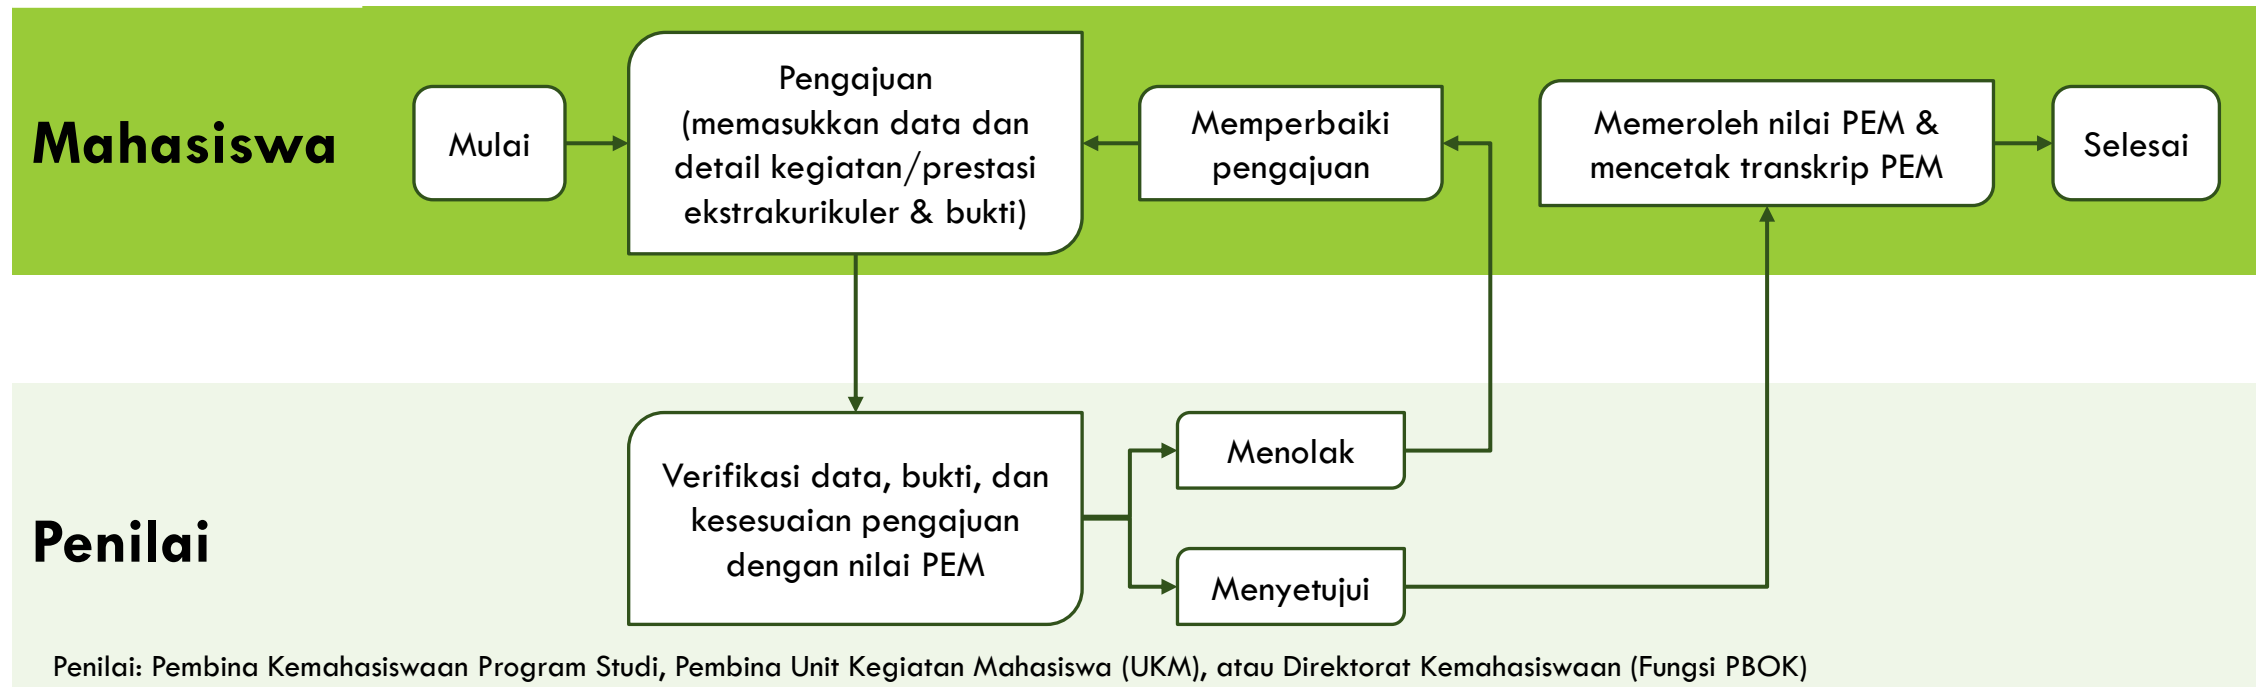 Mahasiswa
Mulai
Pengajuan
(memasukkan data dan
detail kegiatan/prestasi
ekstrakurikuler & bukti)
Memperbaiki
pengajuan
Memeroleh nilai PEM &
mencetak transkrip PEM
Selesai
Penilai
Verifikasi data, bukti, dan
kesesuaian pengajuan
dengan nilai PEM
Menolak
Menyetujui
Penilai: Pembina Kemahasiswaan Program Studi, Pembina Unit Kegiatan Mahasiswa (UKM), atau Direktorat Kemahasiswaan (Fungsi PBOK)